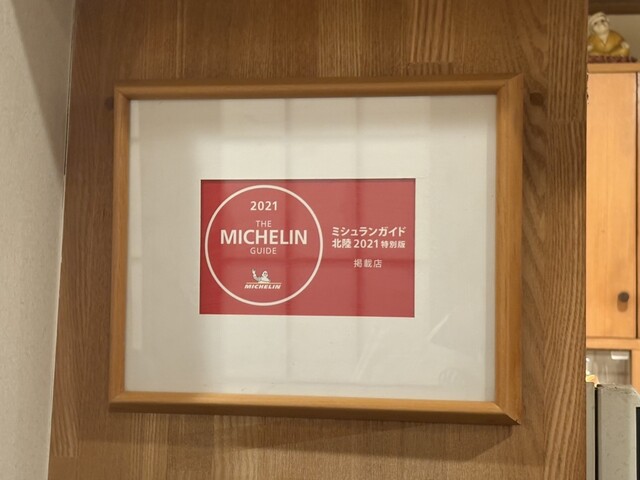 2021
THE
MICHELIN
GUIDE
MICHELIN
ミシュランガイド
北陸 2021 特別版
掲載店